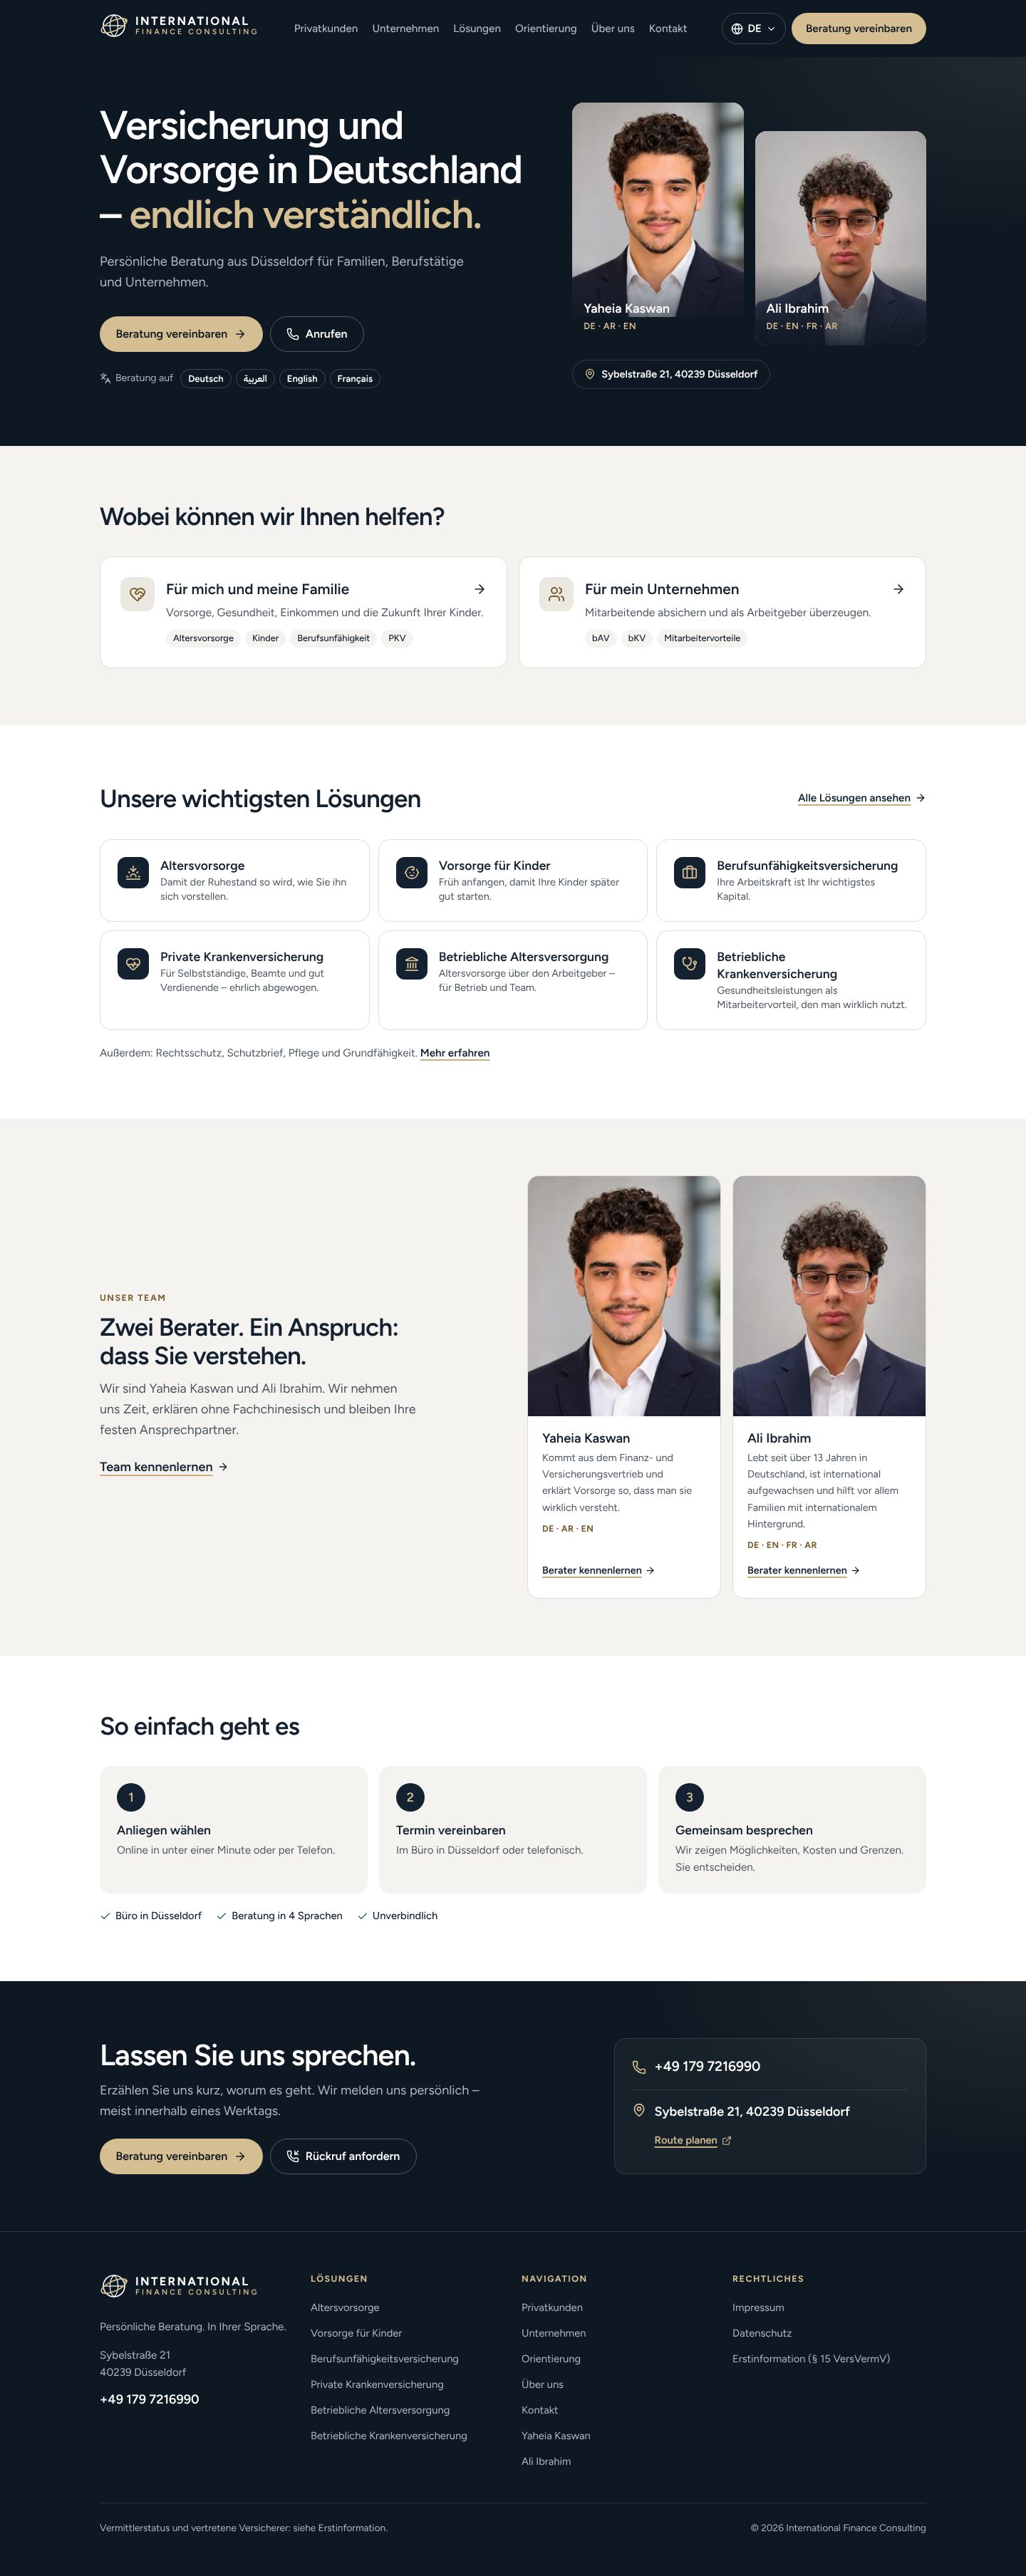 INTERNATIONAL
FINANCE CONSULTING
Privatkunden
Unternehmen
Lösungen
Orientierung
Über uns
Kontakt
DE
Beratung vereinbaren
Versicherung und
Vorsorge in Deutschland
– endlich verständlich.
Persönliche Beratung aus Düsseldorf für Familien, Berufstätige
und Unternehmen.
Beratung vereinbaren
Anrufen
Beratung auf
Deutsch
العربية
English
Français
Yaheia Kaswan
DE · AR · EN
Ali Ibrahim
DE · EN · FR · AR
Sybelstraße 21, 40239 Düsseldorf
Wobei können wir Ihnen helfen?
Für mich und meine Familie
Vorsorge, Gesundheit, Einkommen und die Zukunft Ihrer Kinder.
Altersvorsorge
Kinder
Berufsunfähigkeit
PKV
Für mein Unternehmen
Mitarbeitende absichern und als Arbeitgeber überzeugen.
bAV
bKV
Mitarbeitervorteile
Unsere wichtigsten Lösungen
Alle Lösungen ansehen
Altersvorsorge
Damit der Ruhestand so wird, wie Sie ihn
sich vorstellen.
Vorsorge für Kinder
Früh anfangen, damit Ihre Kinder später
gut starten.
Berufsunfähigkeitsversicherung
Ihre Arbeitskraft ist Ihr wichtigstes
Kapital.
Private Krankenversicherung
Für Selbstständige, Beamte und gut
Verdienende – ehrlich abgewogen.
Betriebliche Altersversorgung
Altersvorsorge über den Arbeitgeber –
für Betrieb und Team.
Betriebliche
Krankenversicherung
Gesundheitsleistungen als
Mitarbeitervorteil, den man wirklich nutzt.
Außerdem: Rechtsschutz, Schutzbrief, Pflege und Grundfähigkeit. Mehr erfahren
UNSER TEAM
Zwei Berater. Ein Anspruch:
dass Sie verstehen.
Wir sind Yaheia Kaswan und Ali Ibrahim. Wir nehmen
uns Zeit, erklären ohne Fachchinesisch und bleiben Ihre
festen Ansprechpartner.
Team kennenlernen
Yaheia Kaswan
Kommt aus dem Finanz- und
Versicherungsvertrieb und
erklärt Vorsorge so, dass man sie
wirklich versteht.
DE · AR · EN
Berater kennenlernen
Ali Ibrahim
Lebt seit über 13 Jahren in
Deutschland, ist international
aufgewachsen und hilft vor allem
Familien mit internationalem
Hintergrund.
DE · EN · FR · AR
Berater kennenlernen
So einfach geht es
1
Anliegen wählen
Online in unter einer Minute oder per Telefon.
2
Termin vereinbaren
Im Büro in Düsseldorf oder telefonisch.
3
Gemeinsam besprechen
Wir zeigen Möglichkeiten, Kosten und Grenzen.
Sie entscheiden.
Büro in Düsseldorf
Beratung in 4 Sprachen
Unverbindlich
Lassen Sie uns sprechen.
Erzählen Sie uns kurz, worum es geht. Wir melden uns persönlich –
meist innerhalb eines Werktags.
Beratung vereinbaren
Rückruf anfordern
+49 179 7216990
Sybelstraße 21, 40239 Düsseldorf
Route planen
INTERNATIONAL
FINANCE CONSULTING
Persönliche Beratung. In Ihrer Sprache.
Sybelstraße 21
40239 Düsseldorf
+49 179 7216990
LÖSUNGEN
Altersvorsorge
Vorsorge für Kinder
Berufsunfähigkeitsversicherung
Private Krankenversicherung
Betriebliche Altersversorgung
Betriebliche Krankenversicherung
NAVIGATION
Privatkunden
Unternehmen
Orientierung
Über uns
Kontakt
Yaheia Kaswan
Ali Ibrahim
RECHTLICHES
Impressum
Datenschutz
Erstinformation (§ 15 VersVermV)
Vermittlerstatus und vertretene Versicherer: siehe Erstinformation.
© 2026 International Finance Consulting